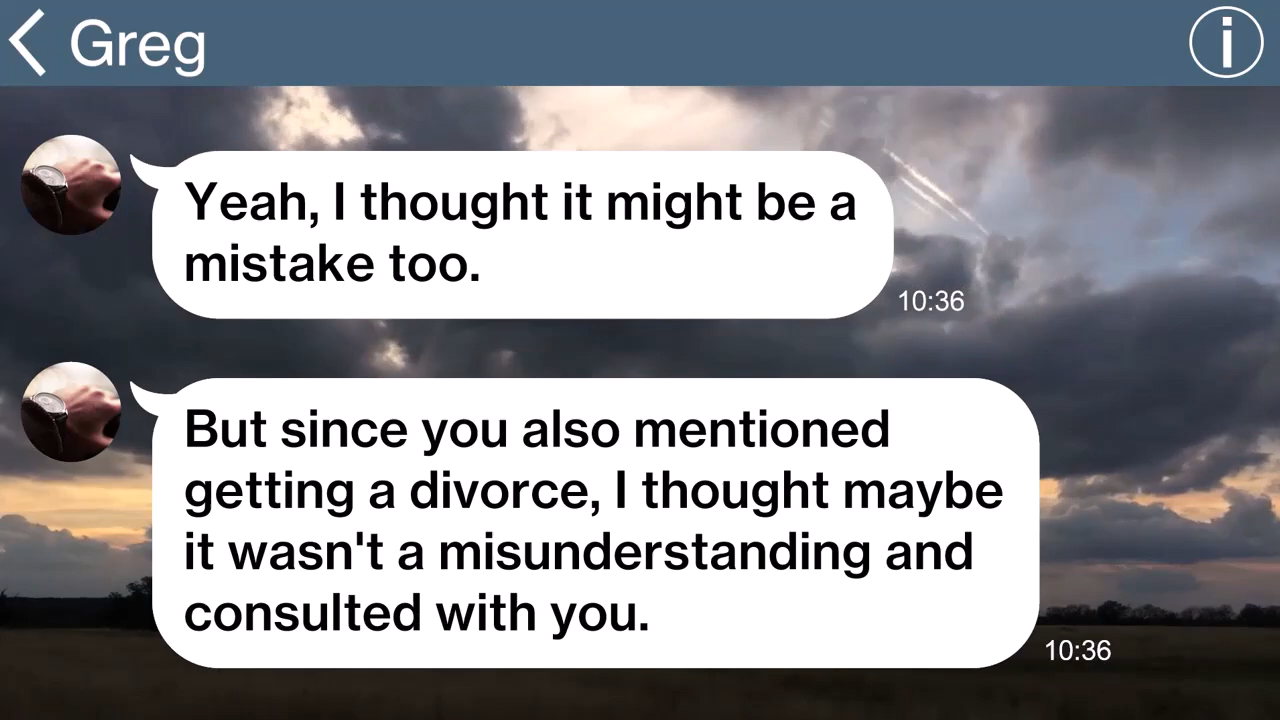 Greg
Yeah, I thought it might be a
mistake too.
10:36
But since you also mentioned
getting a divorce, I thought maybe
it wasn't a misunderstanding and
consulted with you.
10:36